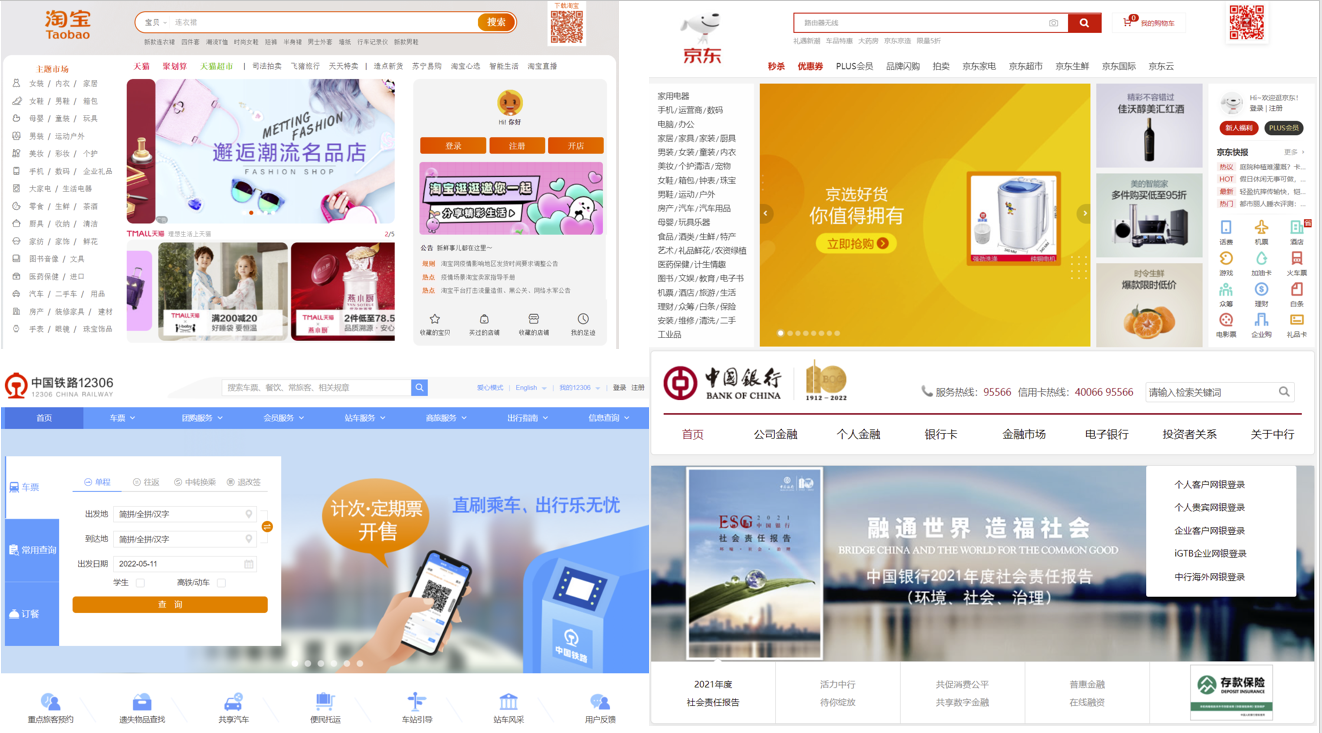 淘宝
Taobao
宝贝
连衣裙
搜索
下载淘宝
新款连衣裙 四件套 潮流T恤 时尚女鞋 短裤 半身裙 男士外套 墙纸 行车记录仪 新款男鞋
主题市场
天猫 聚划算 天猫超市 | 司法拍卖 飞猪旅行 天天特卖 | 造点新货 苏宁易购 淘宝心选 智能生活 淘宝直播
女装 / 内衣 / 家居
女鞋 / 男鞋 / 箱包
母婴 / 童装 / 玩具
男装 / 运动户外
美妆 / 彩妆 / 个护
手机 / 数码 / 企业礼品
大家电 / 生活电器
零食 / 生鲜 / 茶酒
厨具 / 收纳 / 清洁
家纺 / 家饰 / 鲜花
图书音像 / 文具
医药保健 / 进口
汽车 / 二手车 / 用品
房产 / 装修家具 / 建材
手表 / 眼镜 / 珠宝饰品
METTING
FASHION
邂逅潮流名品店
FASHION SHOP
TMALL天猫 理想生活上天猫
2/5
TMALL天猫
满200减20
好睡袋 要恒温
TMALL天猫
燕小厨
2件低至78.5
品质溯源·安心
Hi! 你好
登录
注册
开店
淘宝逛逛邀你一起
分享精彩生活
公告 新鲜事儿都在这里～
规则 淘宝网疫情影响地区发货时间要求调整公告
热点 疫情场景淘宝卖家指导手册
热点 淘宝平台打击流量造假、黑公关、网络水军公告
收藏的宝贝
买过的店铺
收藏的店铺
我的足迹
京东
路由器无线
0
我的购物车
礼遇新潮 车品特惠 大药房 京东京造 限量5折
秒杀 优惠券 PLUS会员 品牌闪购 拍卖 京东家电 京东超市 京东生鲜 京东国际 京东云
家用电器
手机/运营商/数码
电脑/办公
家居/家具/家装/厨具
男装/女装/童装/内衣
美妆/个护清洁/宠物
女鞋/箱包/钟表/珠宝
男鞋/运动/户外
房产/汽车/汽车用品
母婴/玩具乐器
食品/酒类/生鲜/特产
艺术/礼品鲜花/农资绿植
医药保健/计生情趣
图书/文娱/教育/电子书
机票/酒店/旅游/生活
理财/众筹/白条/保险
安装/维修/清洗/二手
工业品
京选好货
你值得拥有
立即抢购
精彩不容错过
佳沃醇美红酒
美的智能家
多件购买低至95折
时令生鲜
爆款限时低价
Hi~欢迎逛京东！
登录 | 注册
新人福利
PLUS会员
京东快报
更多
热议
HOT
最新
热门
话费
机票
酒店
游戏
加油卡
火车票
众筹
理财
白条
电影票
企业购
礼品卡
中国铁路12306
12306 CHINA RAILWAY
搜索车票、餐饮、常旅客、相关规章
爱心模式 | English | 我的12306 | 登录 注册
首页
车票
团购服务
会员服务
站车服务
商旅服务
出行指南
信息查询
车票
常用查询
订餐
单程
往返
中转换乘
退改签
出发地
简拼/全拼/汉字
到达地
简拼/全拼/汉字
出发日期
2022-05-11
学生
高铁/动车
查 询
计次·定期票
开售
直刷乘车、出行乐无忧
中国铁路
重点旅客预约
遗失物品查找
共享汽车
便民托运
车站引导
站车风采
用户反馈
中国银行
BANK OF CHINA
1912-2022
服务热线：95566 信用卡热线：40066 95566
请输入检索关键词
首页
公司金融
个人金融
银行卡
金融市场
电子银行
投资者关系
关于中行
ESG
2021
中国银行
社会责任报告
融通世界 造福社会
BRIDGE CHINA AND THE WORLD FOR THE COMMON GOOD
中国银行2021年度社会责任报告
（环境、社会、治理）
个人客户网银登录
个人贵宾网银登录
企业客户网银登录
iGTB企业网银登录
中行海外网银登录
2021年度
社会责任报告
活力中行
待你绽放
共促消费公平
共享数字金融
普惠金融
在线融资
存款保险
DEPOSIT INSURANCE